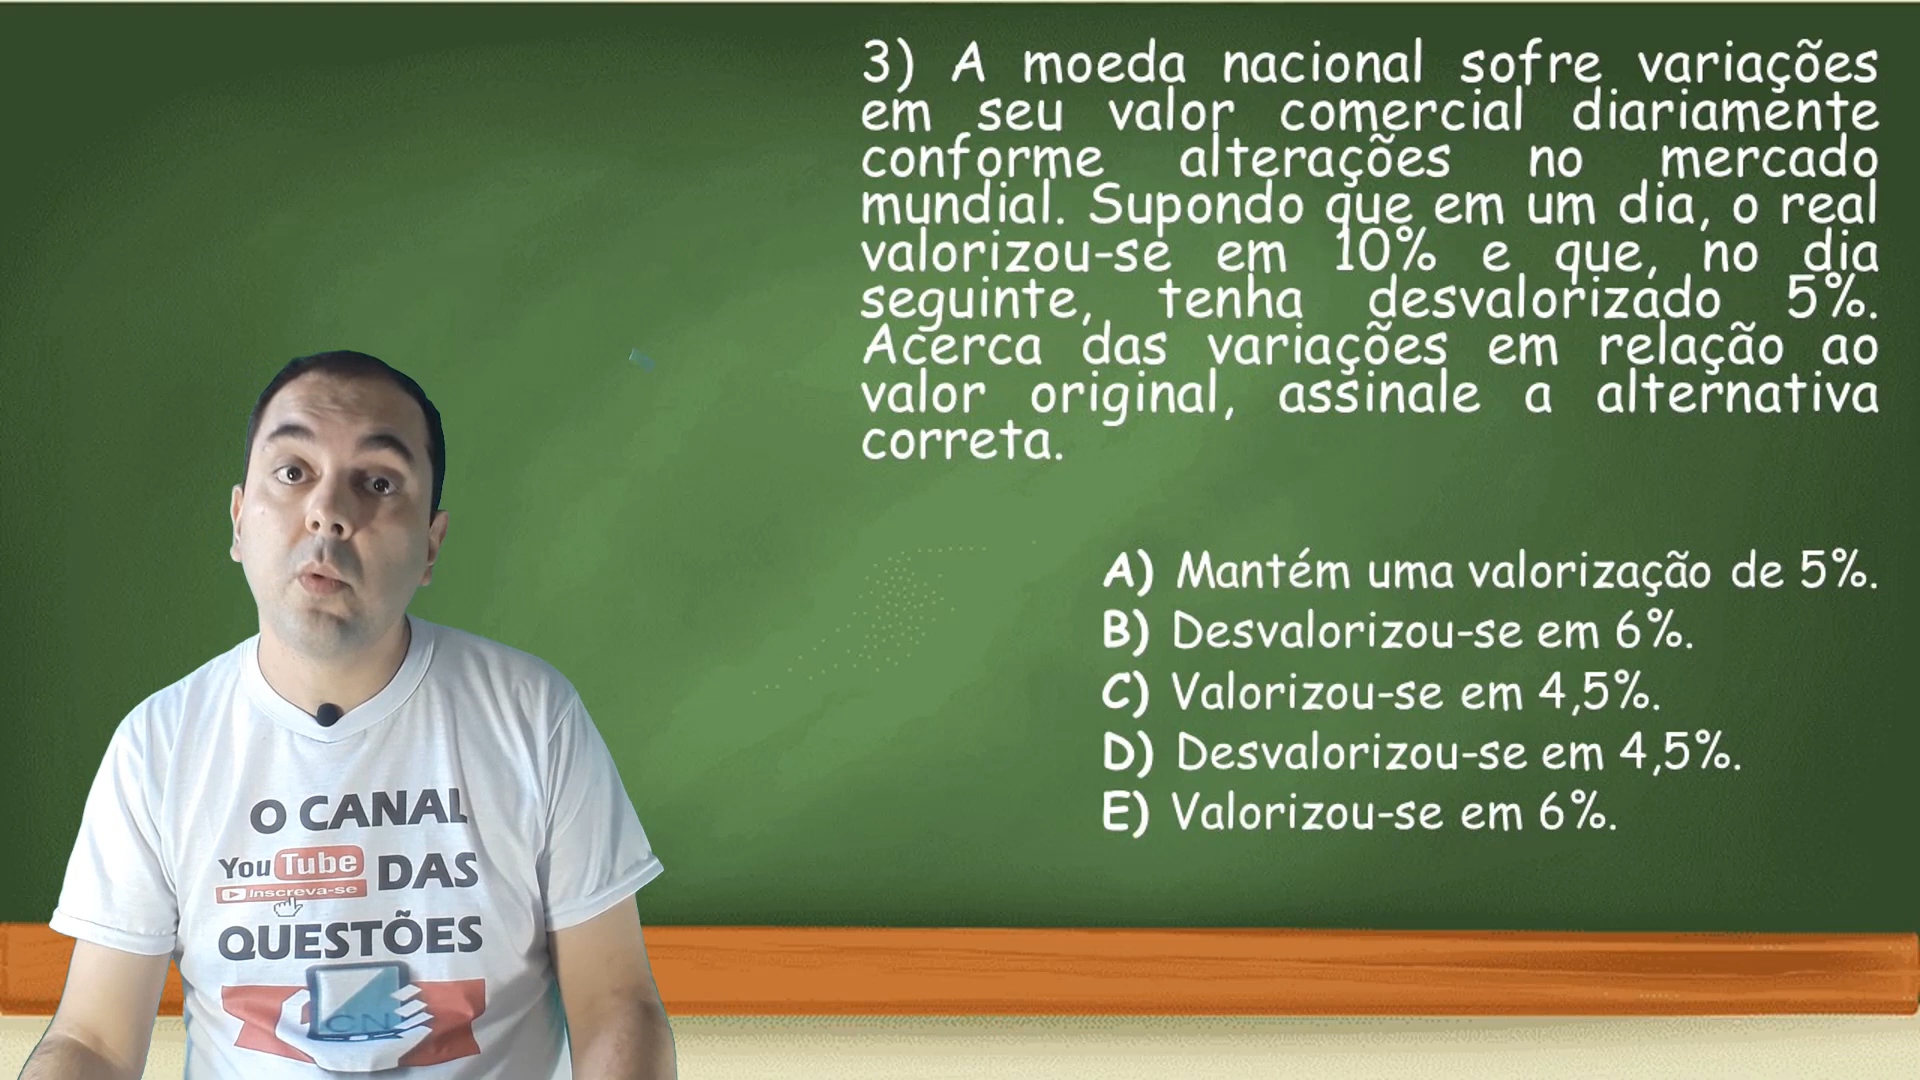 3) A moeda nacional sofre variações
em seu valor comercial diariamente
conforme alterações no mercado
mundial. Supondo que em um dia, o real
valorizou-se em 10% e que, no dia
seguinte, tenha desvalorizado 5%.
Acerca das variações em relação ao
valor original, assinale a alternativa
correta.
A) Mantém uma valorização de 5%.
B) Desvalorizou-se em 6%.
C) Valorizou-se em 4,5%.
D) Desvalorizou-se em 4,5%.
E) Valorizou-se em 6%.
O CANAL
YouTube DAS
Inscreva-se
QUESTÕES